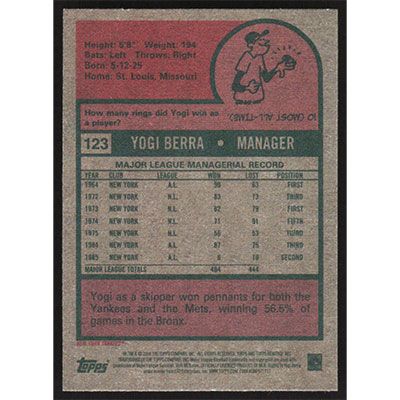 Height: 5'8" Weight: 194
Bats: Left Throws: Right
Born: 5-12-25
Home: St. Louis, Missouri
How many rings did Yogi win as
a player?
10 (MOST ALL-TIME).
123 YOGI BERRA • MANAGER
MAJOR LEAGUE MANAGERIAL RECORD
YEAR CLUB LEAGUE WON LOST POSITION
1964 NEW YORK A.L. 99 63 FIRST
1972 NEW YORK N.L. 83 73 THIRD
1973 NEW YORK N.L. 82 79 FIRST
1974 NEW YORK N.L. 71 91 FIFTH
1975 NEW YORK N.L. 56 53 THIRD
1984 NEW YORK A.L. 87 75 THIRD
1985 NEW YORK A.L. 6 10
MAJOR LEAGUE TOTALS 484 444
Yogi as a skipper won pennants for both the
Yankees and the Mets, winning 56.5% of
games in the Bronx.
NEW YORK YANKEES
Topps